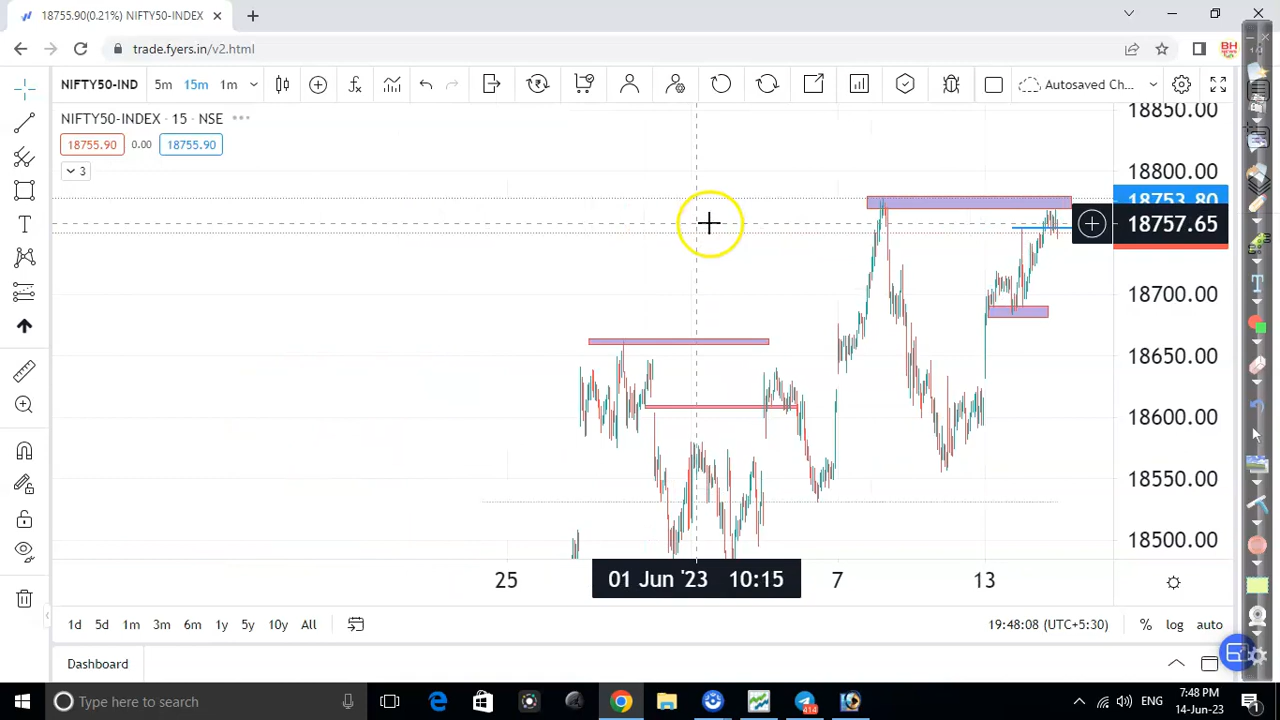 18755.90(0.21%) NIFTY50-INDEX
trade.fyers.in/v2.html
BH
NIFTY50-IND 5m 15m 1m Autosaved Ch...
NIFTY50-INDEX · 15 · NSE
18755.90 0.00 18755.90
3
18850.00
18800.00
18753.80
18757.65
18700.00
18650.00
18600.00
18550.00
18500.00
25 01 Jun '23 10:15 7 13
1d 5d 1m 3m 6m 1y 5y 10y All 19:48:08 (UTC+5:30) % log auto
Dashboard
Type here to search
ENG
7:48 PM
14-Jun-23